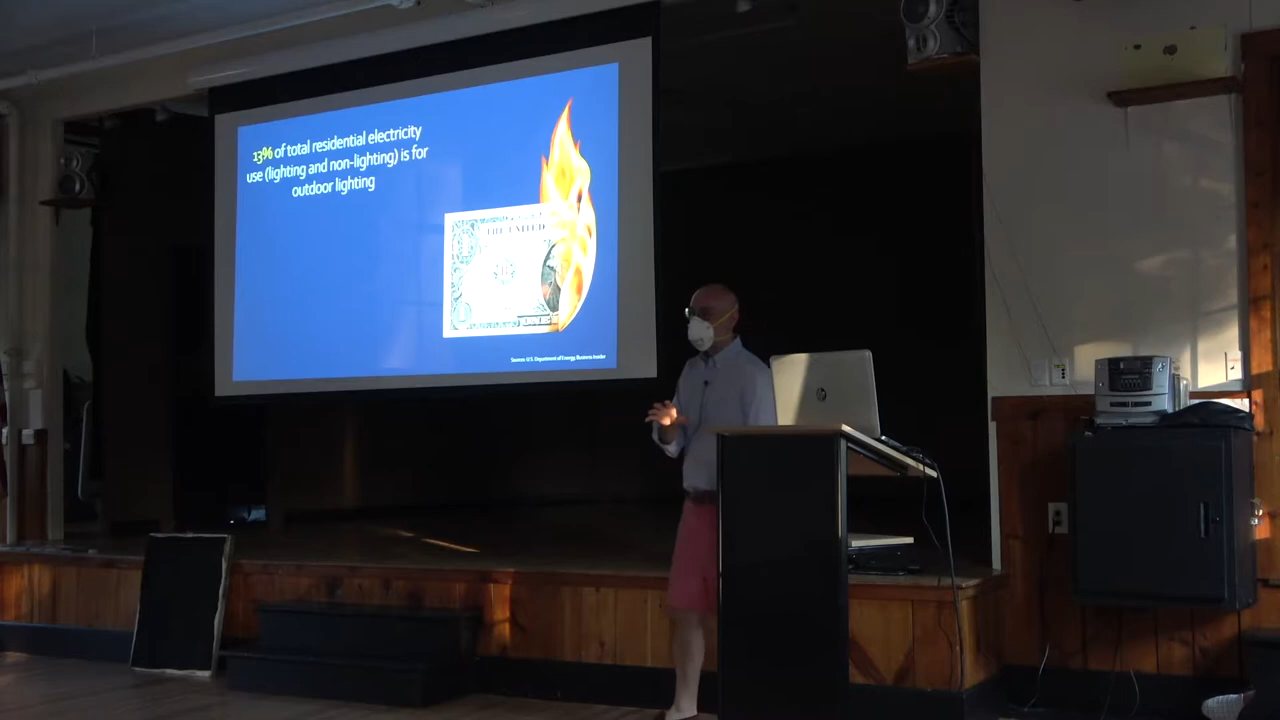 13% of total residential electricity
use (lighting and non-lighting) is for
outdoor lighting
THE UNITED
Sources: U.S. Department of Energy, Business Insider
hp